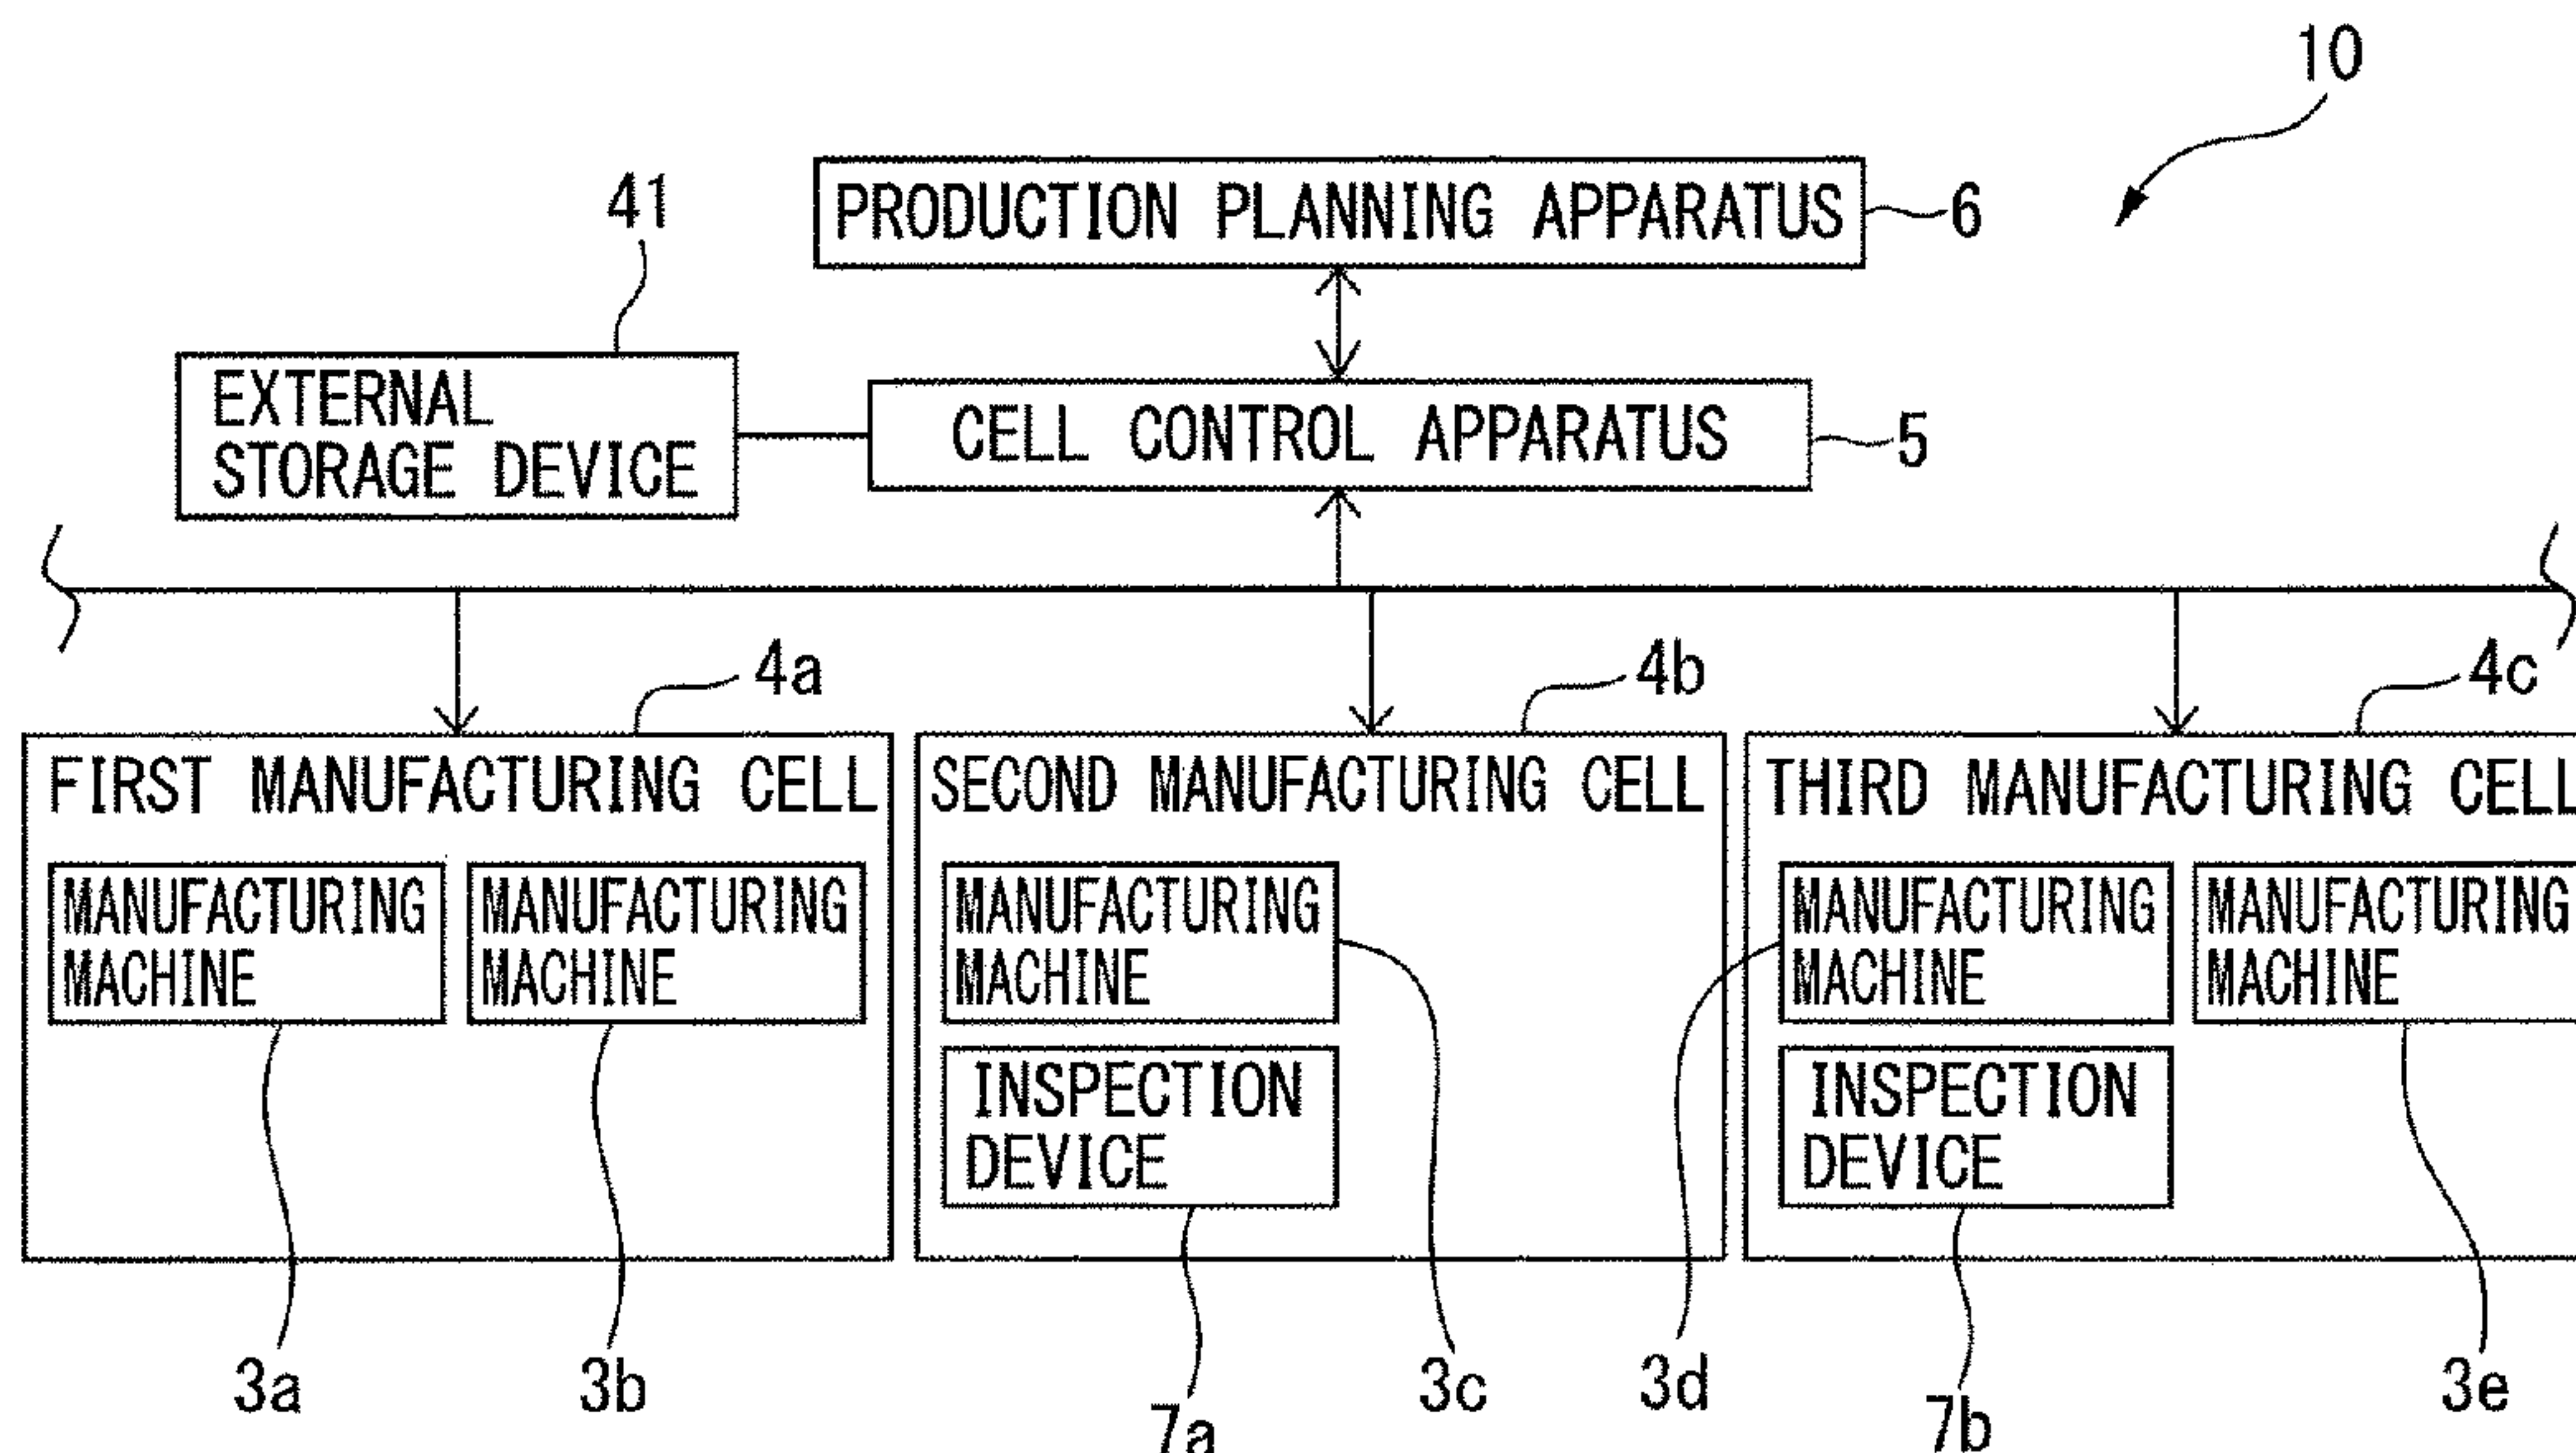 10
PRODUCTION PLANNING APPARATUS
6
41
EXTERNAL
STORAGE DEVICE
CELL CONTROL APPARATUS
5
4a
4b
4c
FIRST MANUFACTURING CELL
SECOND MANUFACTURING CELL
THIRD MANUFACTURING CELL
MANUFACTURING
MACHINE
MANUFACTURING
MACHINE
MANUFACTURING
MACHINE
MANUFACTURING
MACHINE
MANUFACTURING
MACHINE
INSPECTION
DEVICE
INSPECTION
DEVICE
3a
3b
7a
3c
3d
7b
3e